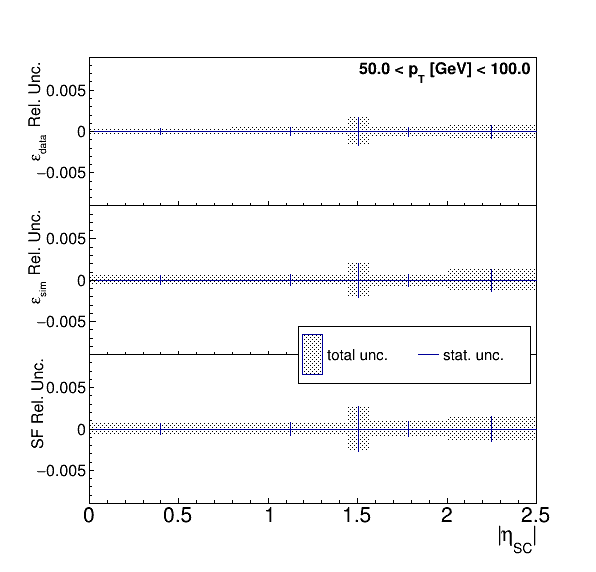 50.0 < p_T [GeV] < 100.0
ε_data Rel. Unc.
0.005
0
−0.005
ε_sim Rel. Unc.
0.005
0
−0.005
total unc. stat. unc.
SF Rel. Unc.
0.005
0
−0.005
0 0.5 1 1.5 2 2.5
|η_SC|